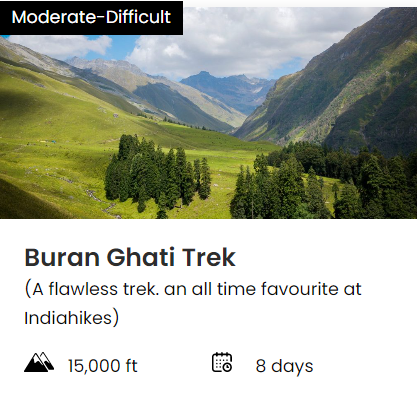 Moderate-Difficult
Buran Ghati Trek
(A flawless trek. an all time favourite at
Indiahikes)
15,000 ft
8 days